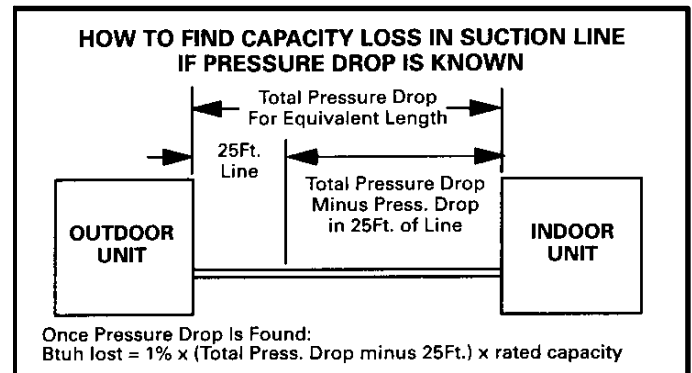 HOW TO FIND CAPACITY LOSS IN SUCTION LINE
IF PRESSURE DROP IS KNOWN
Total Pressure Drop
For Equivalent Length
25Ft.
Line
Total Pressure Drop
Minus Press. Drop
in 25Ft. of Line
OUTDOOR
UNIT
INDOOR
UNIT
Once Pressure Drop Is Found:
Btuh lost = 1% x (Total Press. Drop minus 25Ft.) x rated capacity